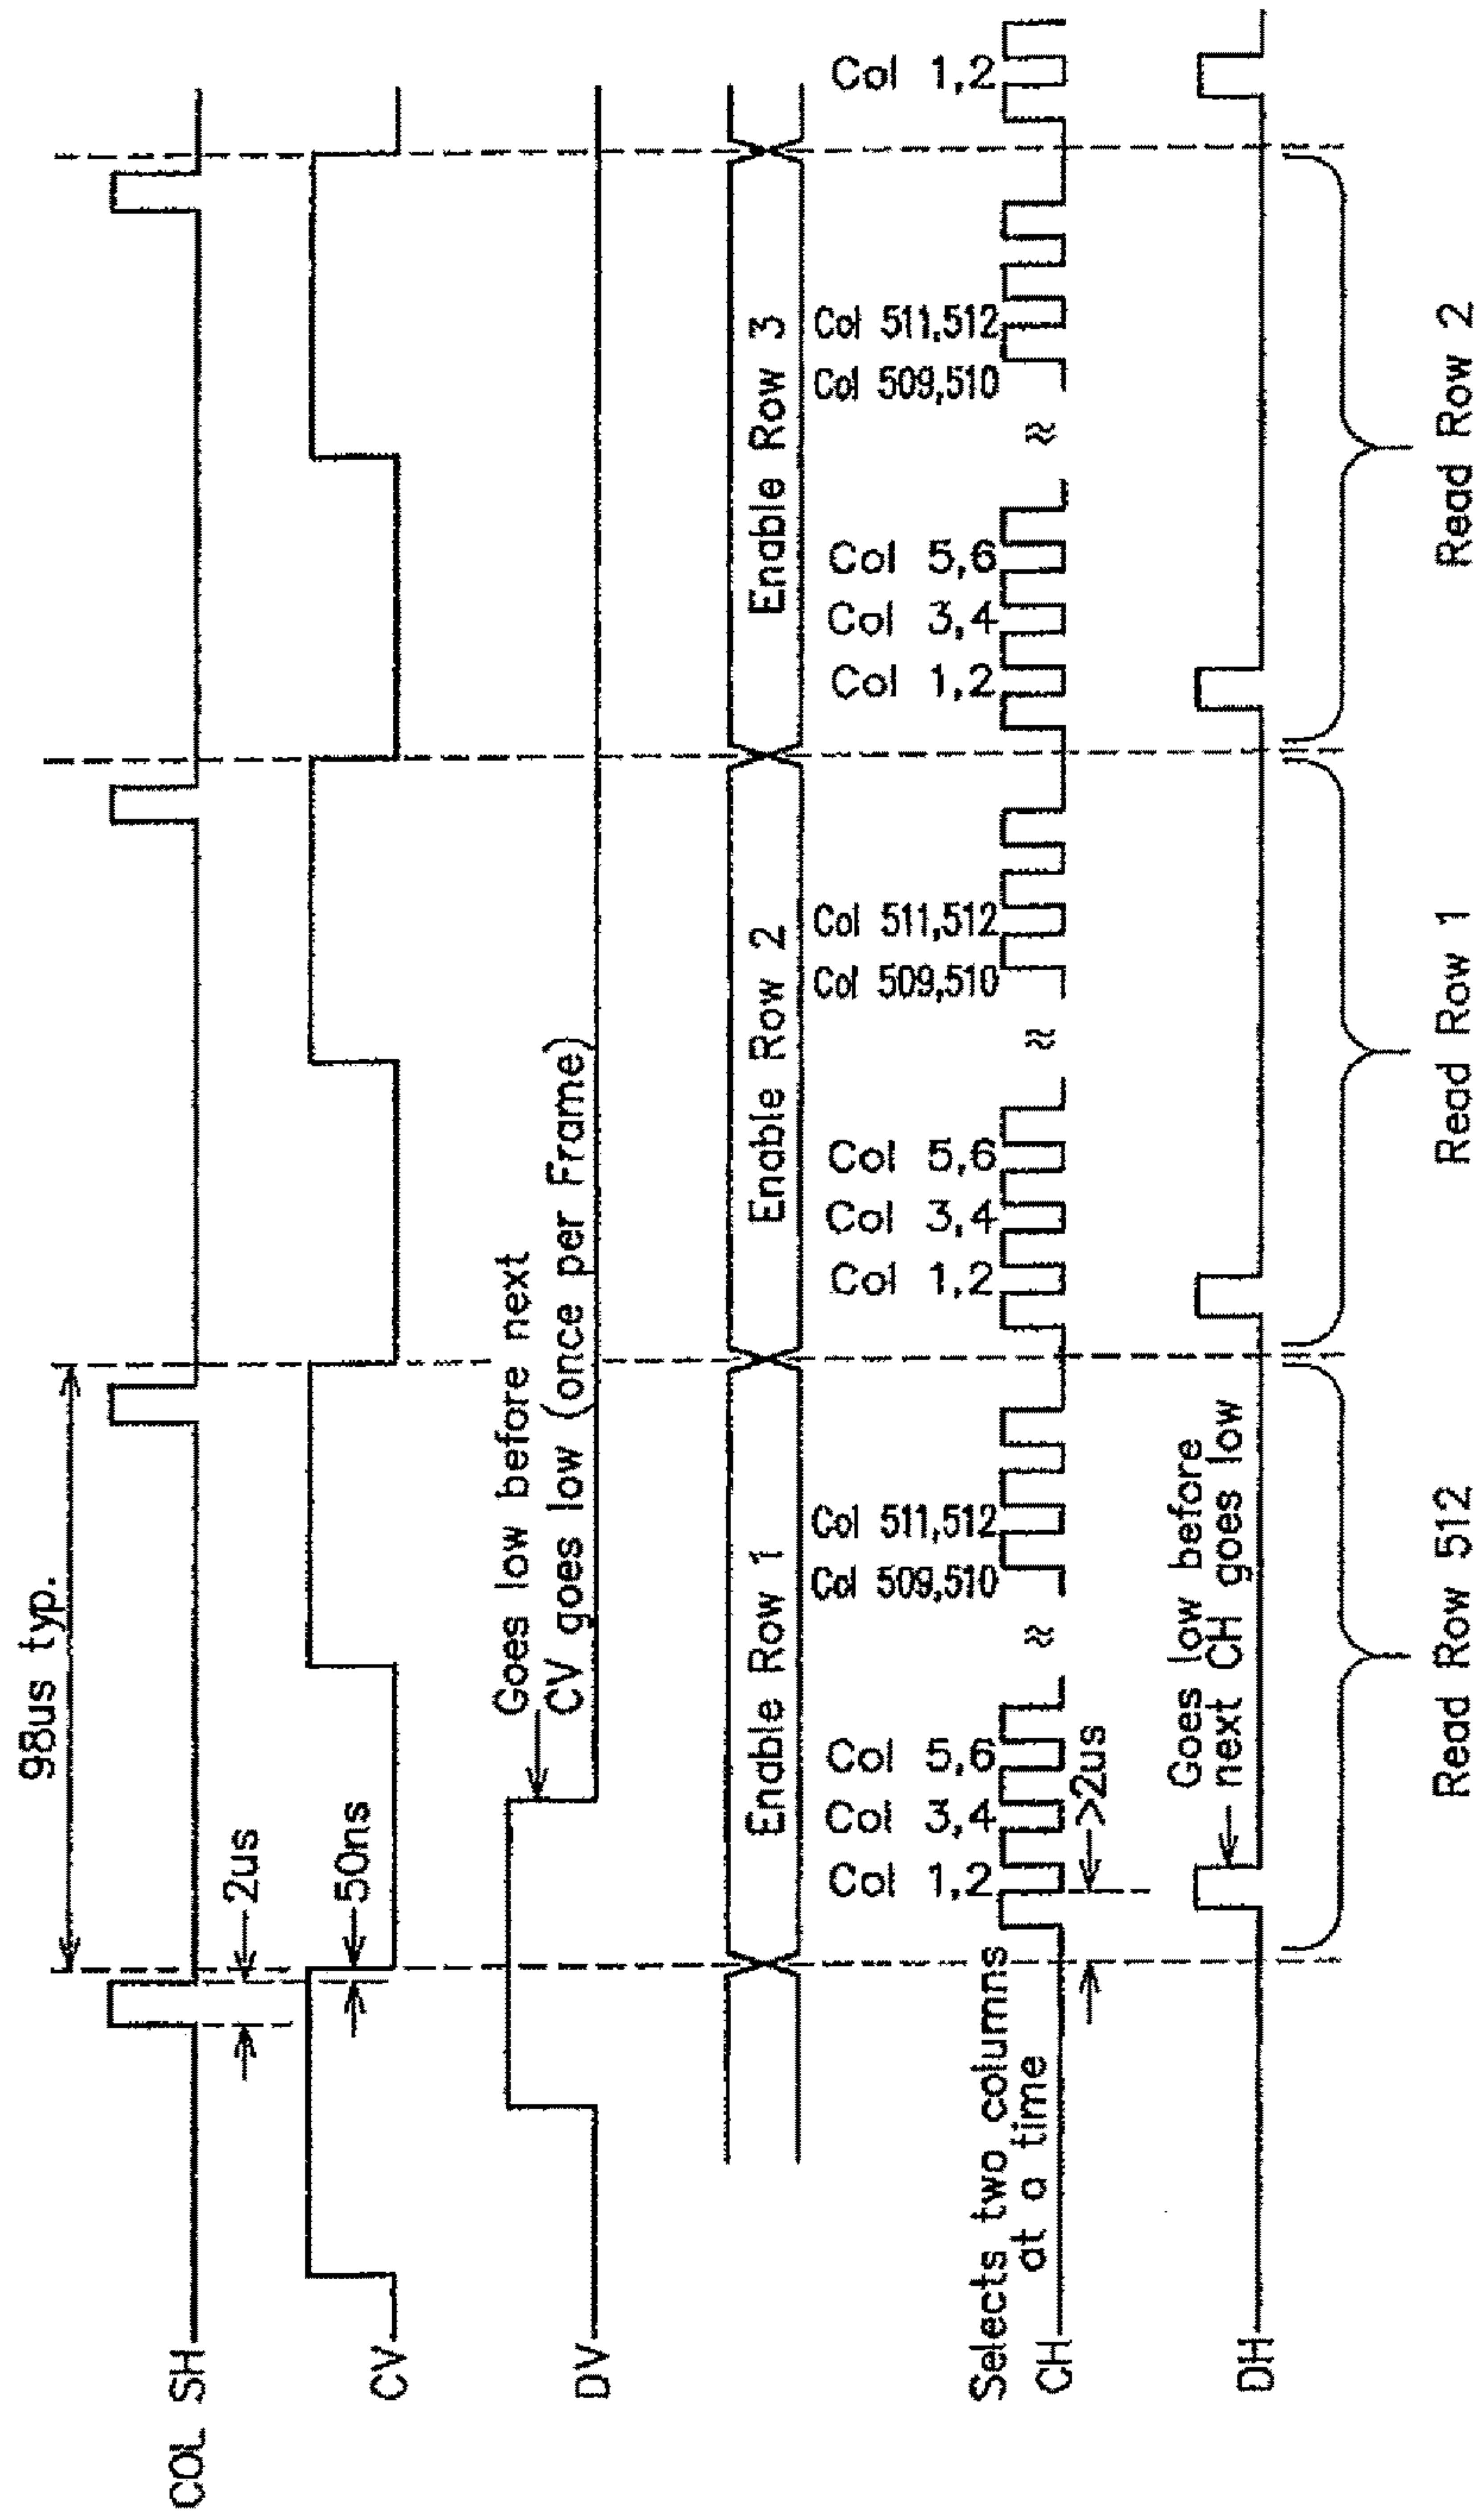 98us typ.
COL SH
2us
CV
50ns
DV
Goes low before next
CV goes low (once per Frame)
Enable Row 1
Enable Row 2
Enable Row 3
Selects two columns
at a time
CH
Col 1,2
Col 3,4
Col 5,6
Col 509,510
Col 511,512
Col 1,2
Col 3,4
Col 5,6
Col 509,510
Col 511,512
Col 1,2
Col 3,4
Col 5,6
Col 509,510
Col 511,512
Col 1,2
>2us
DH
Goes low before
next CH goes low
Read Row 512
Read Row 1
Read Row 2